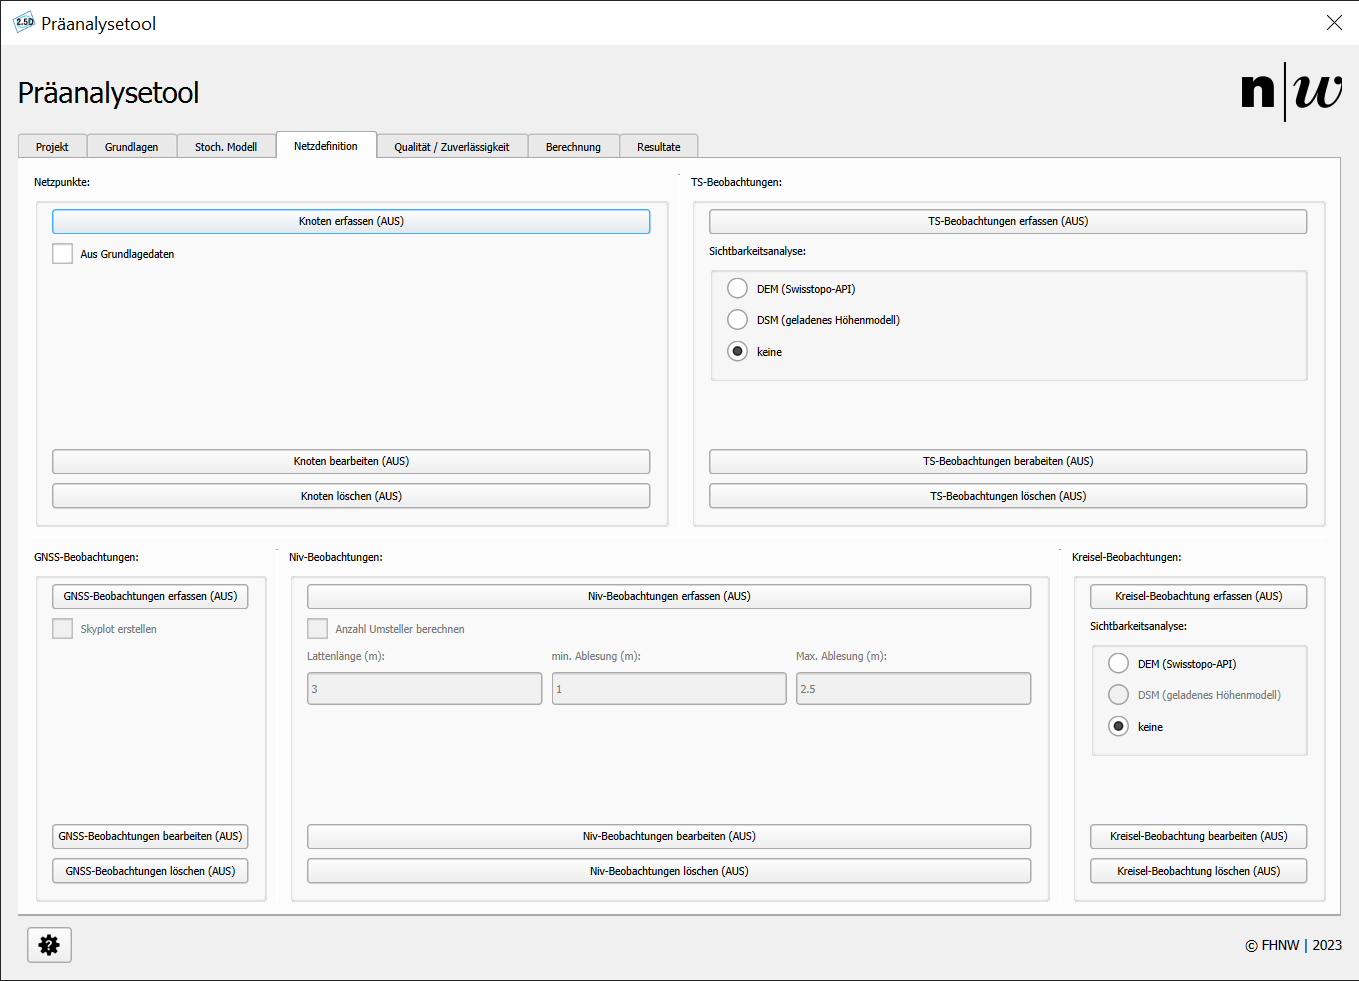 2.5D Präanalysetool
Präanalysetool
n|w
Projekt Grundlagen Stoch. Modell Netzdefinition Qualität / Zuverlässigkeit Berechnung Resultate
Netzpunkte:
Knoten erfassen (AUS)
Aus Grundlagedaten
Knoten bearbeiten (AUS)
Knoten löschen (AUS)
TS-Beobachtungen:
TS-Beobachtungen erfassen (AUS)
Sichtbarkeitsanalyse:
DEM (Swisstopo-API)
DSM (geladenes Höhenmodell)
keine
TS-Beobachtungen berabeiten (AUS)
TS-Beobachtungen löschen (AUS)
GNSS-Beobachtungen:
GNSS-Beobachtungen erfassen (AUS)
Skyplot erstellen
GNSS-Beobachtungen bearbeiten (AUS)
GNSS-Beobachtungen löschen (AUS)
Niv-Beobachtungen:
Niv-Beobachtungen erfassen (AUS)
Anzahl Umsteller berechnen
Lattenlänge (m): min. Ablesung (m): Max. Ablesung (m):
3 1 2.5
Niv-Beobachtungen bearbeiten (AUS)
Niv-Beobachtungen löschen (AUS)
Kreisel-Beobachtungen:
Kreisel-Beobachtung erfassen (AUS)
Sichtbarkeitsanalyse:
DEM (Swisstopo-API)
DSM (geladenes Höhenmodell)
keine
Kreisel-Beobachtung bearbeiten (AUS)
Kreisel-Beobachtung löschen (AUS)
© FHNW | 2023